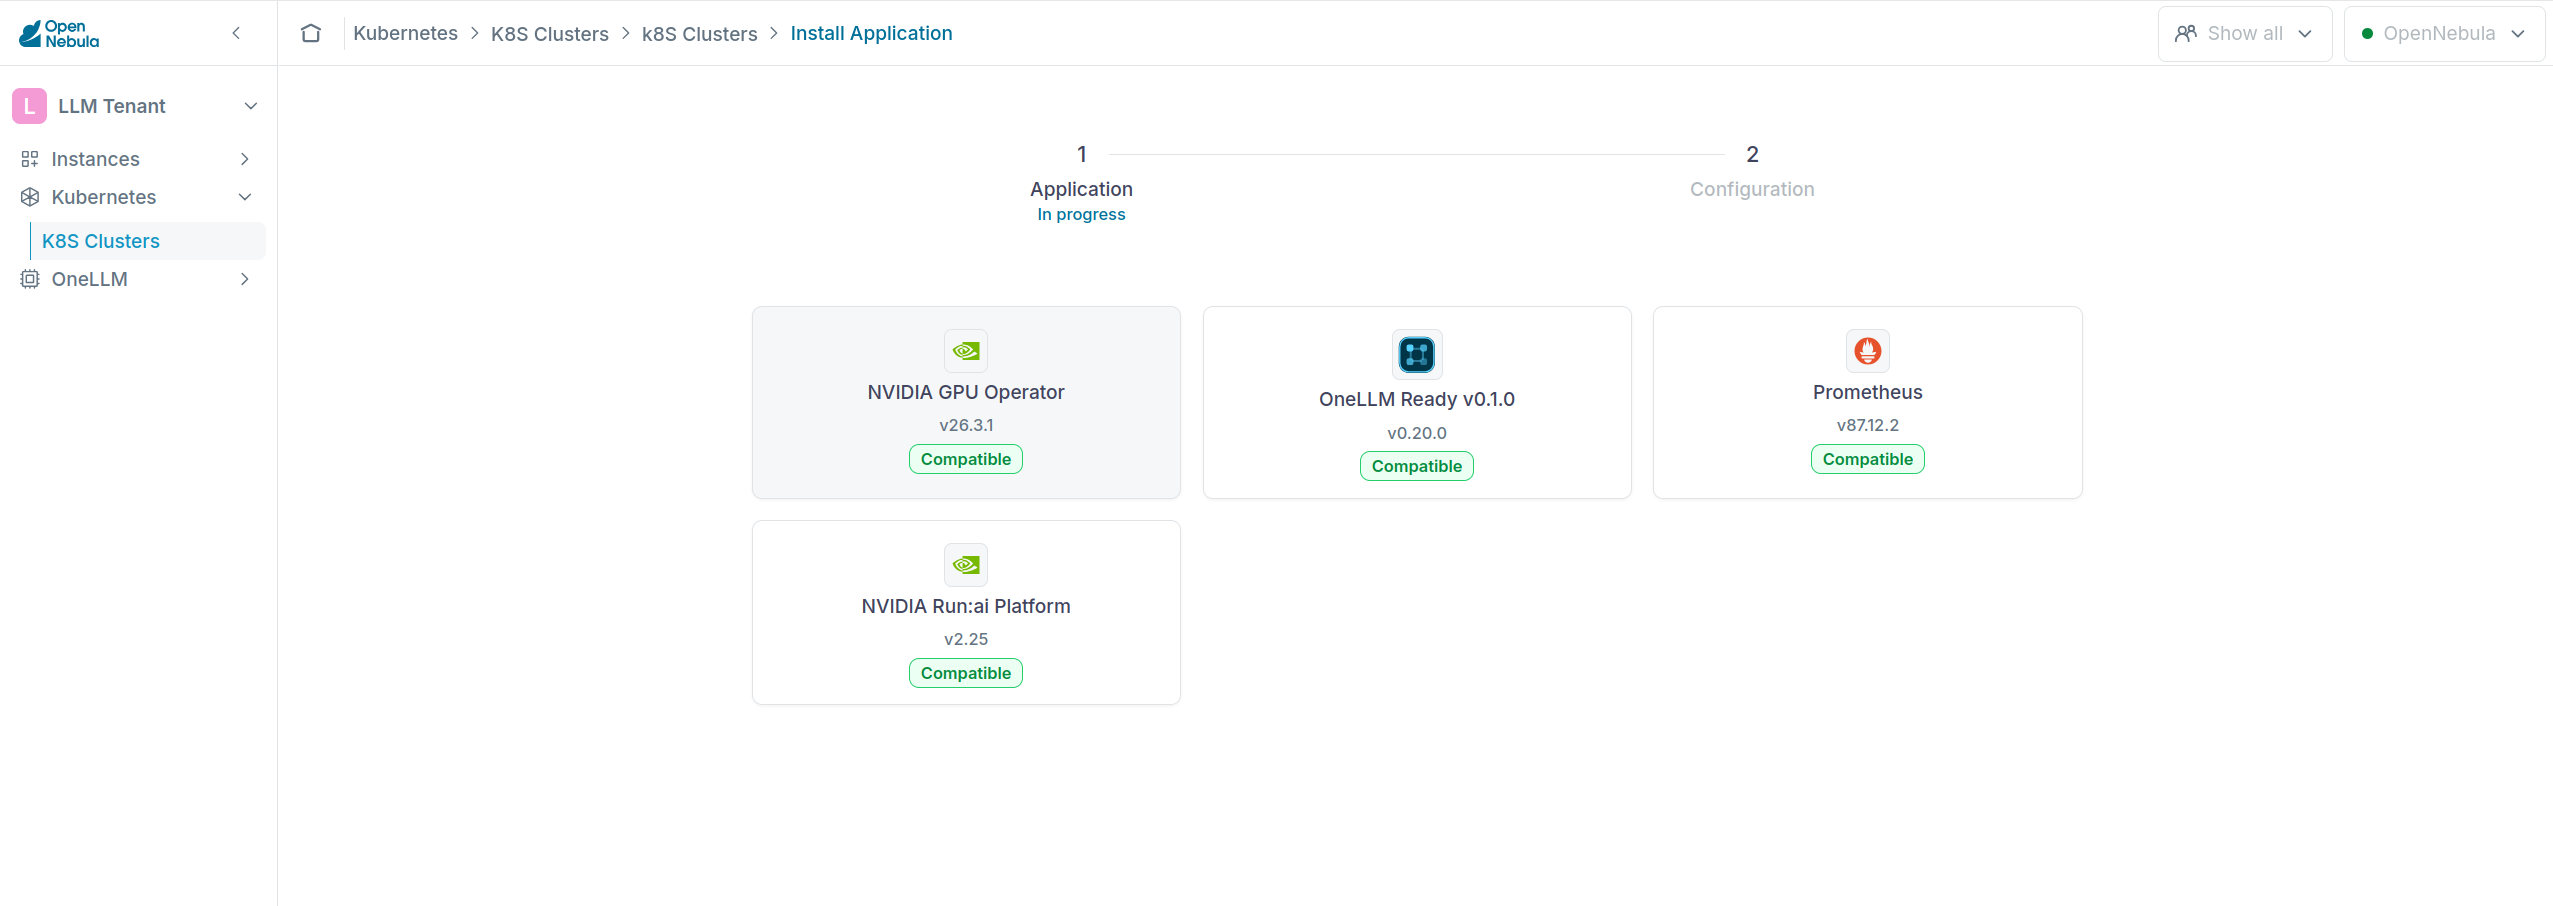 Open
Nebula
Kubernetes
K8S Clusters
k8S Clusters
Install Application
Show all
OpenNebula
L
LLM Tenant
Instances
Kubernetes
K8S Clusters
OneLLM
1
Application
In progress
2
Configuration
NVIDIA GPU Operator
v26.3.1
Compatible
OneLLM Ready v0.1.0
v0.20.0
Compatible
Prometheus
v87.12.2
Compatible
NVIDIA Run:ai Platform
v2.25
Compatible